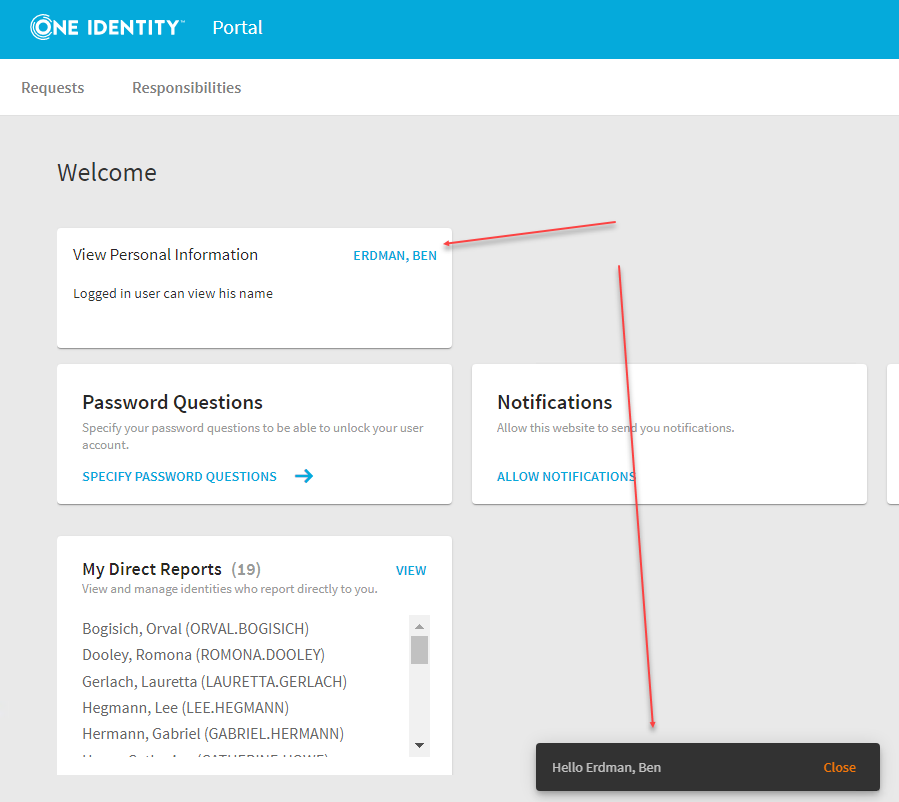 ONE IDENTITY™ Portal
Requests Responsibilities
Welcome
View Personal Information ERDMAN, BEN
Logged in user can view his name
Password Questions
Specify your password questions to be able to unlock your user
account.
SPECIFY PASSWORD QUESTIONS
Notifications
Allow this website to send you notifications.
ALLOW NOTIFICATIONS
My Direct Reports (19) VIEW
View and manage identities who report directly to you.
Bogisich, Orval (ORVAL.BOGISICH)
Dooley, Romona (ROMONA.DOOLEY)
Gerlach, Lauretta (LAURETTA.GERLACH)
Hegmann, Lee (LEE.HEGMANN)
Hermann, Gabriel (GABRIEL.HERMANN)
Hello Erdman, Ben Close